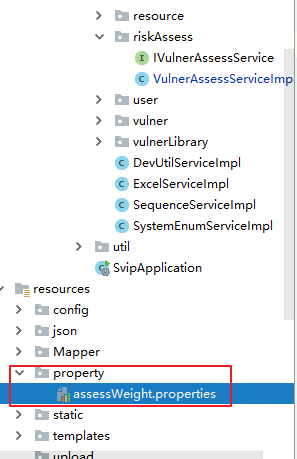 resource
riskAssess
IVulnerAssessService
VulnerAssessServiceImp
user
vulner
vulnerLibrary
DevUtilServiceImpl
ExcelServiceImpl
SequenceServiceImpl
SystemEnumServiceImpl
util
SvipApplication
resources
config
json
Mapper
property
assessWeight.properties
static
templates
upload